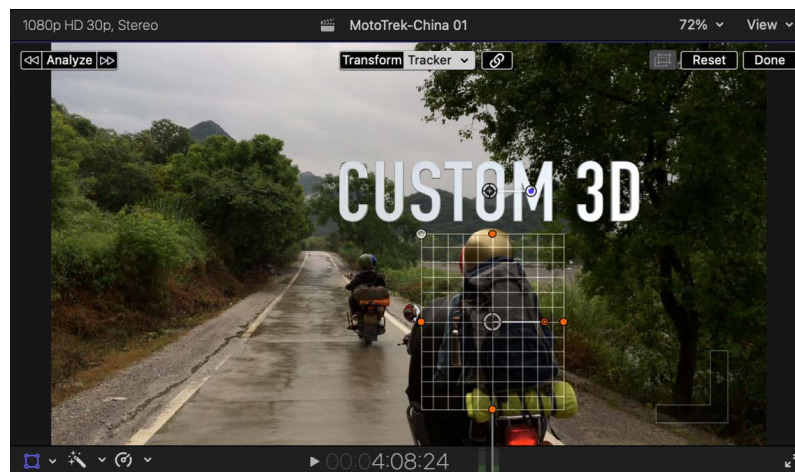 1080p HD 30p, Stereo
MotoTrek-China 01
72%
View
Analyze
Transform
Tracker
Reset
Done
CUSTOM 3D
00:04:08:24